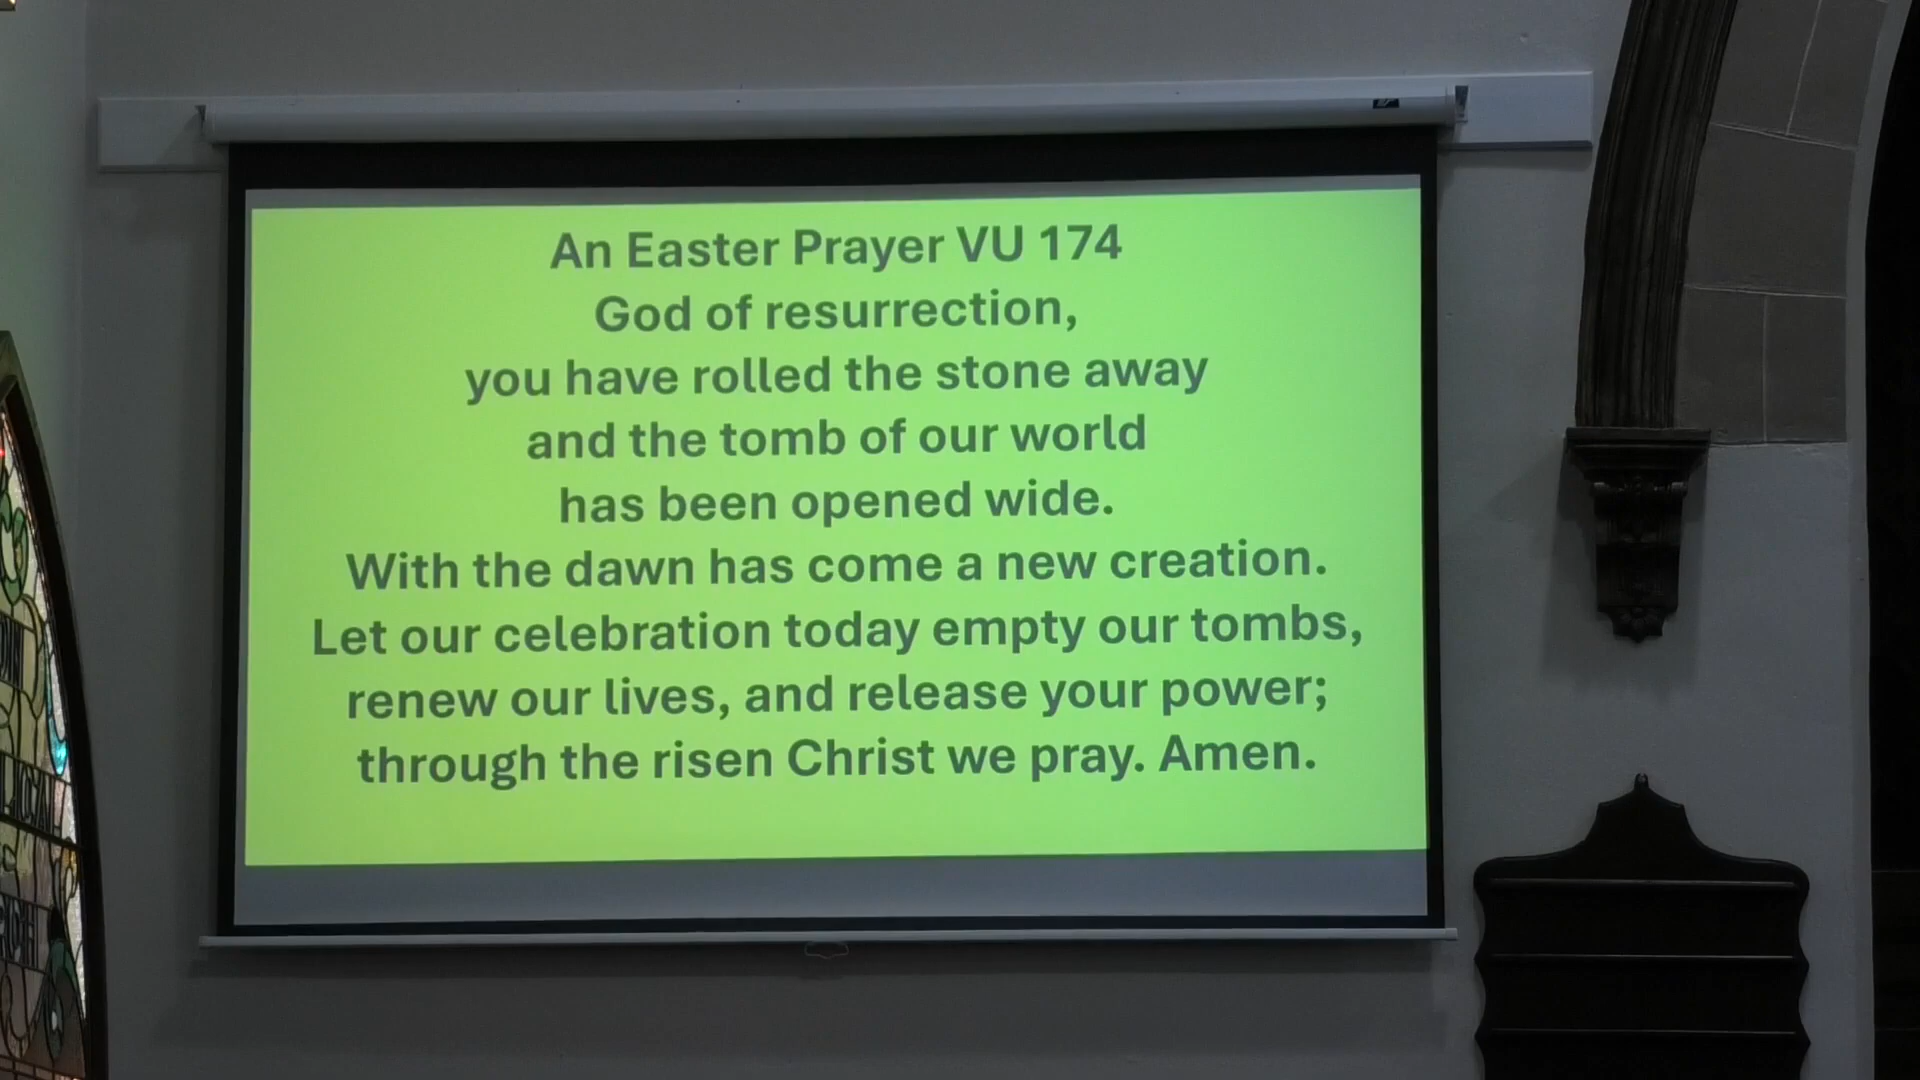 An Easter Prayer VU 174
God of resurrection,
you have rolled the stone away
and the tomb of our world
has been opened wide.
With the dawn has come a new creation.
Let our celebration today empty our tombs,
renew our lives, and release your power;
through the risen Christ we pray. Amen.